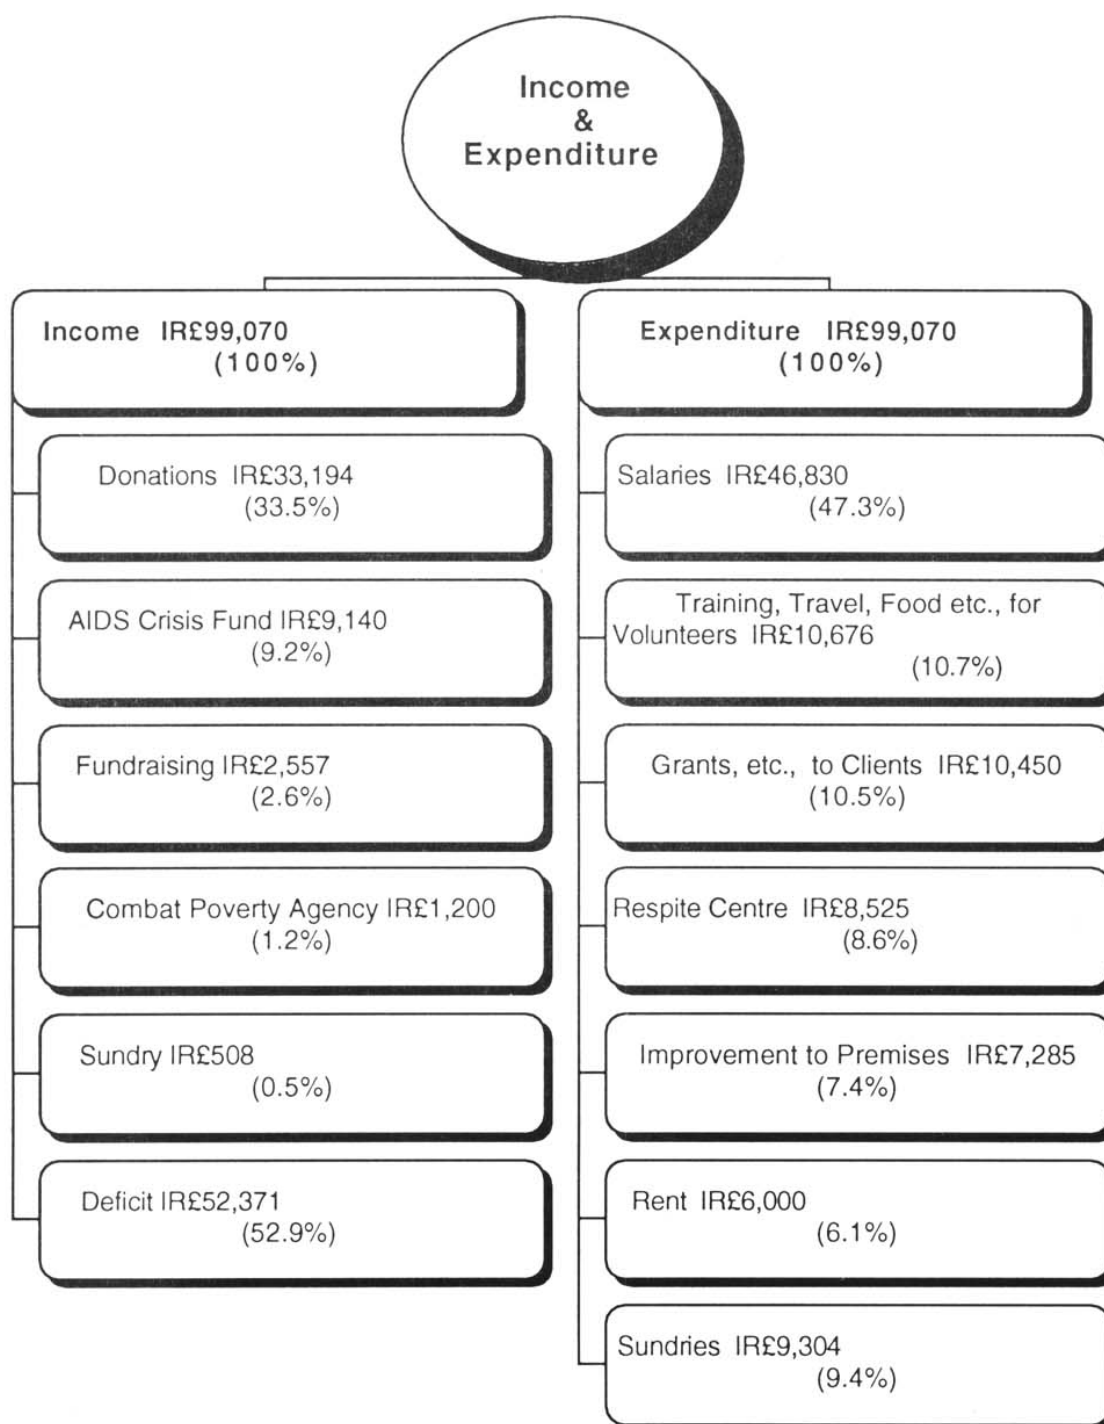 Income
&
Expenditure
Income IR£99,070
(100%)
Donations IR£33,194
(33.5%)
AIDS Crisis Fund IR£9,140
(9.2%)
Fundraising IR£2,557
(2.6%)
Combat Poverty Agency IR£1,200
(1.2%)
Sundry IR£508
(0.5%)
Deficit IR£52,371
(52.9%)
Expenditure IR£99,070
(100%)
Salaries IR£46,830
(47.3%)
Training, Travel, Food etc., for
Volunteers IR£10,676
(10.7%)
Grants, etc., to Clients IR£10,450
(10.5%)
Respite Centre IR£8,525
(8.6%)
Improvement to Premises IR£7,285
(7.4%)
Rent IR£6,000
(6.1%)
Sundries IR£9,304
(9.4%)